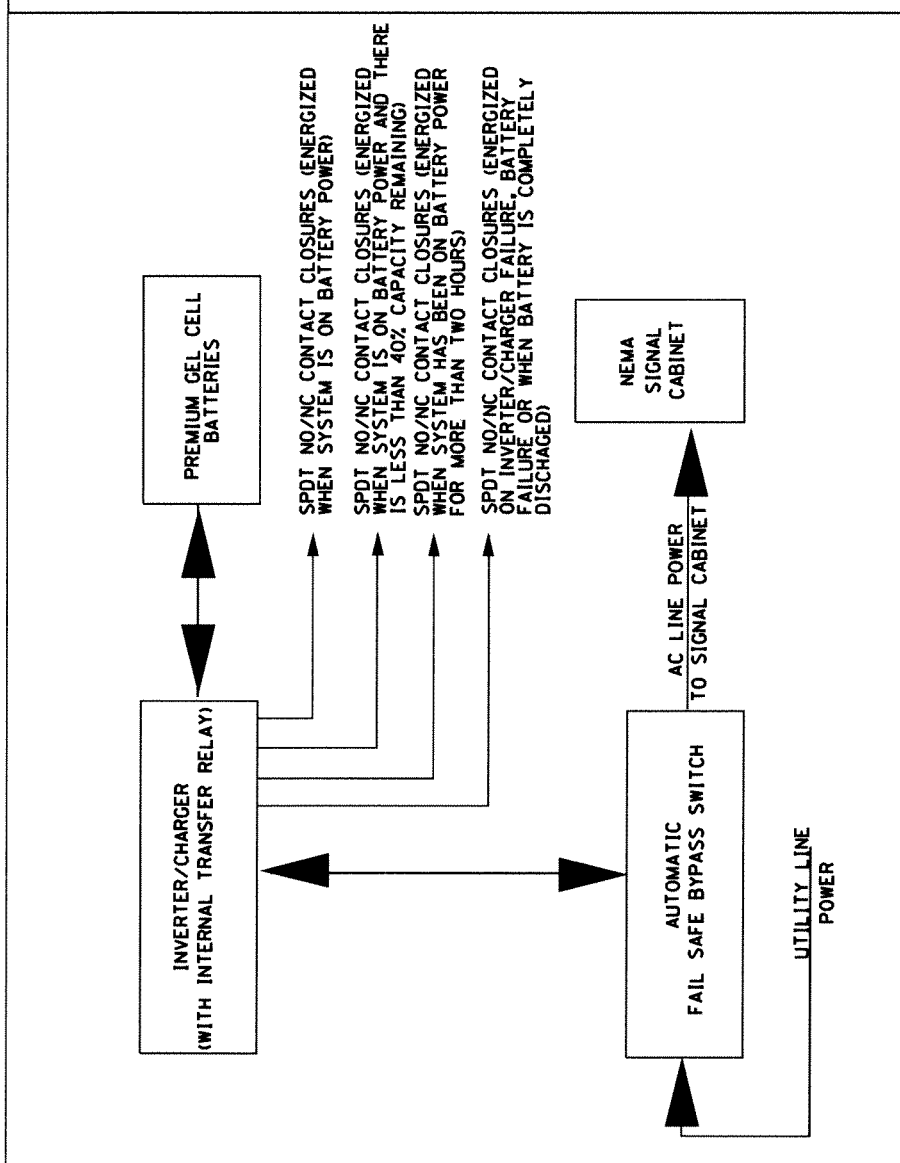 INVERTER/CHARGER
(WITH INTERNAL TRANSFER RELAY)
PREMIUM GEL CELL
BATTERIES
SPDT NO/NC CONTACT CLOSURES (ENERGIZED
WHEN SYSTEM IS ON BATTERY POWER)
SPDT NO/NC CONTACT CLOSURES (ENERGIZED
WHEN SYSTEM IS ON BATTERY POWER AND THERE
IS LESS THAN 40% CAPACITY REMAINING)
SPDT NO/NC CONTACT CLOSURES (ENERGIZED
WHEN SYSTEM HAS BEEN ON BATTERY POWER
FOR MORE THAN TWO HOURS)
SPDT NO/NC CONTACT CLOSURES (ENERGIZED
ON INVERTER/CHARGER FAILURE, BATTERY
FAILURE OR WHEN BATTERY IS COMPLETELY
DISCHAGED)
AUTOMATIC
FAIL SAFE BYPASS SWITCH
AC LINE POWER
TO SIGNAL CABINET
NEMA
SIGNAL
CABINET
UTILITY LINE
POWER